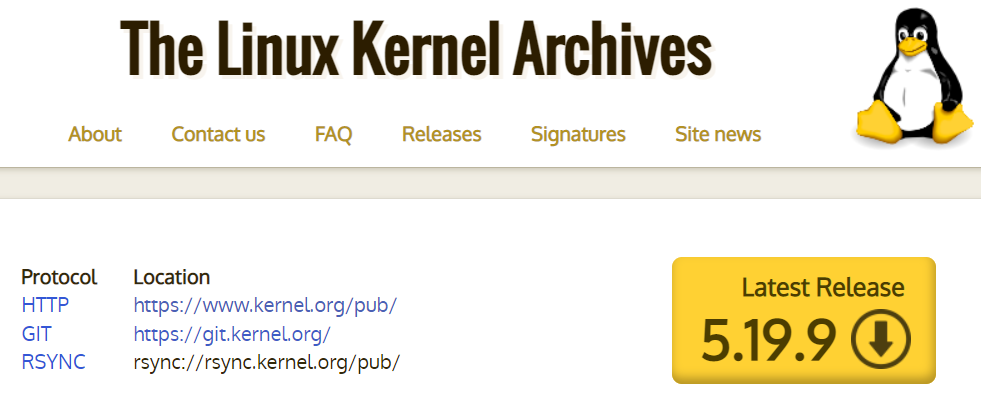 The Linux Kernel Archives
About Contact us FAQ Releases Signatures Site news
Protocol Location
HTTP https://www.kernel.org/pub/
GIT https://git.kernel.org/
RSYNC rsync://rsync.kernel.org/pub/
Latest Release
5.19.9